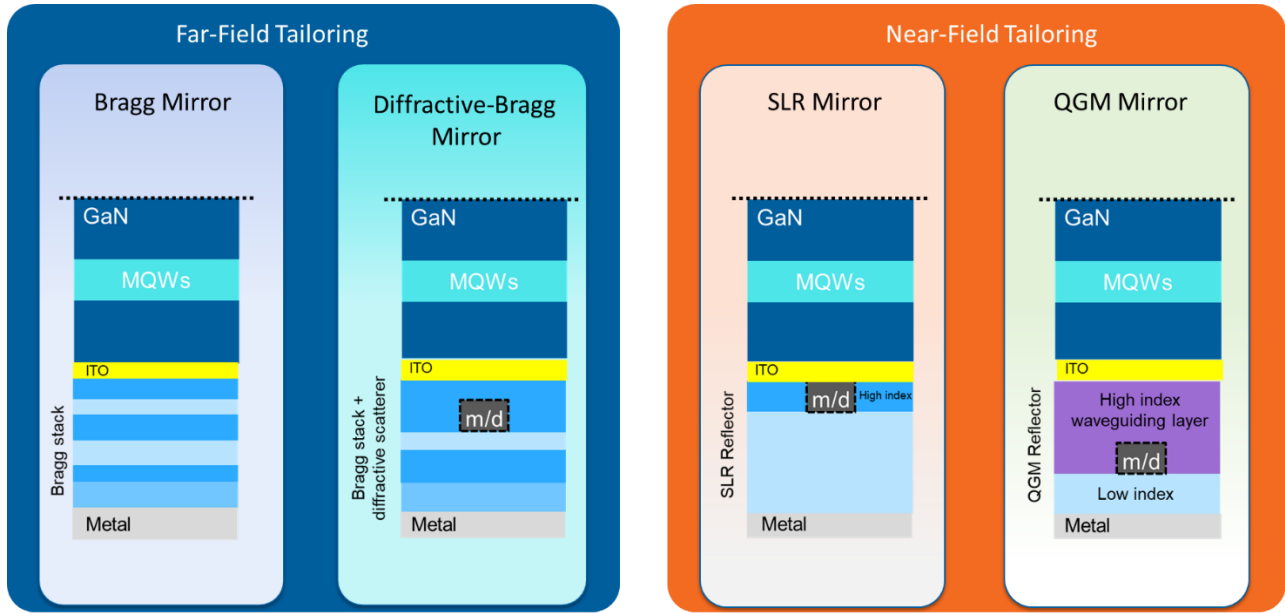 Far-Field Tailoring
Bragg Mirror
GaN
MQWs
ITO
Bragg stack
Metal
Diffractive-Bragg
Mirror
GaN
MQWs
ITO
m/d
Bragg stack +
diffractive scatterer
Metal
Near-Field Tailoring
SLR Mirror
GaN
MQWs
ITO
m/d
High index
SLR Reflector
Metal
QGM Mirror
GaN
MQWs
ITO
High index
waveguiding layer
m/d
Low index
QGM Reflector
Metal